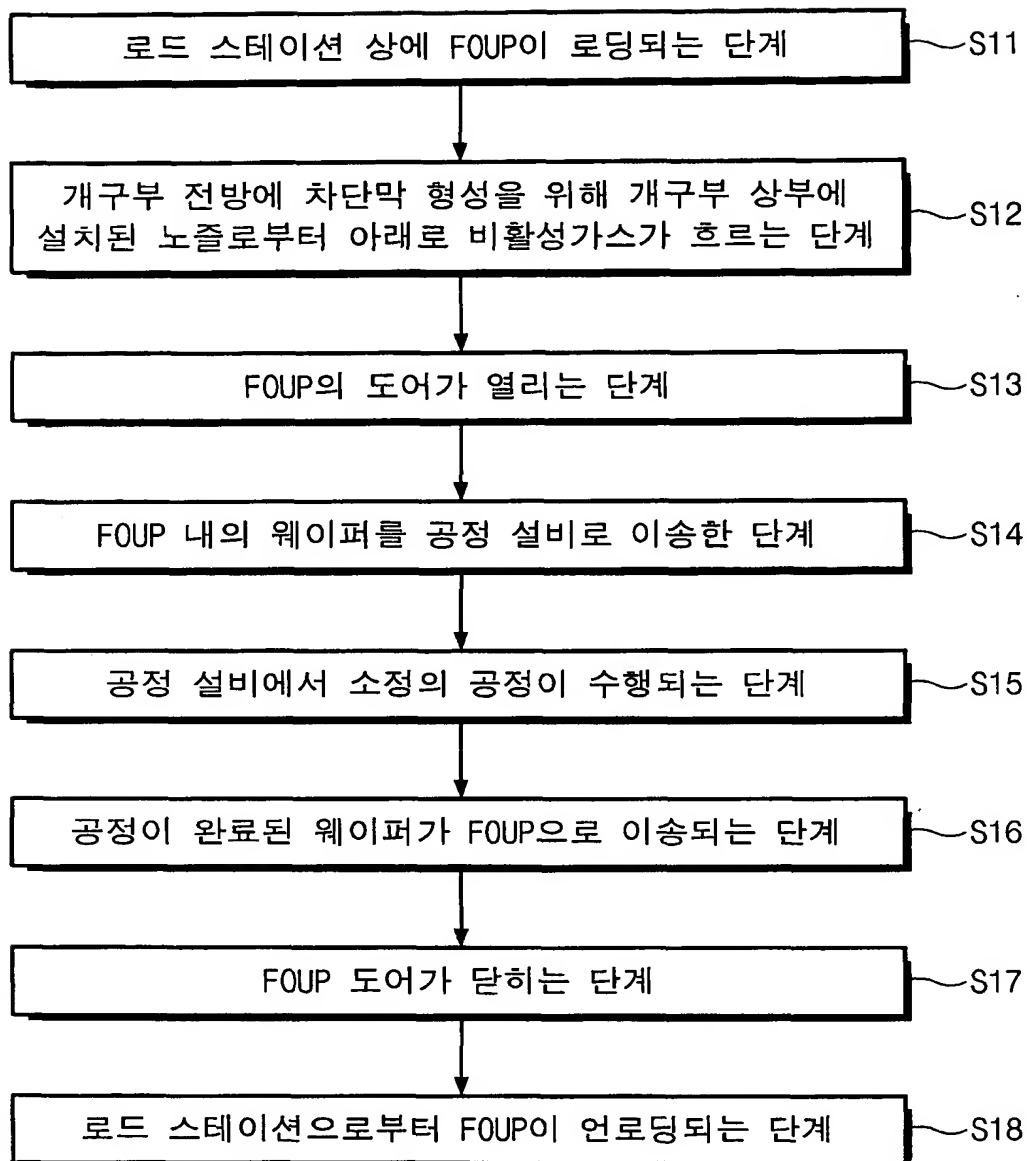 로드 스테이션 상에 FOUP이 로딩되는 단계
S11
개구부 전방에 차단막 형성을 위해 개구부 상부에
설치된 노즐로부터 아래로 비활성가스가 흐르는 단계
S12
FOUP의 도어가 열리는 단계
S13
FOUP 내의 웨이퍼를 공정 설비로 이송한 단계
S14
공정 설비에서 소정의 공정이 수행되는 단계
S15
공정이 완료된 웨이퍼가 FOUP으로 이송되는 단계
S16
FOUP 도어가 닫히는 단계
S17
로드 스테이션으로부터 FOUP이 언로딩되는 단계
S18